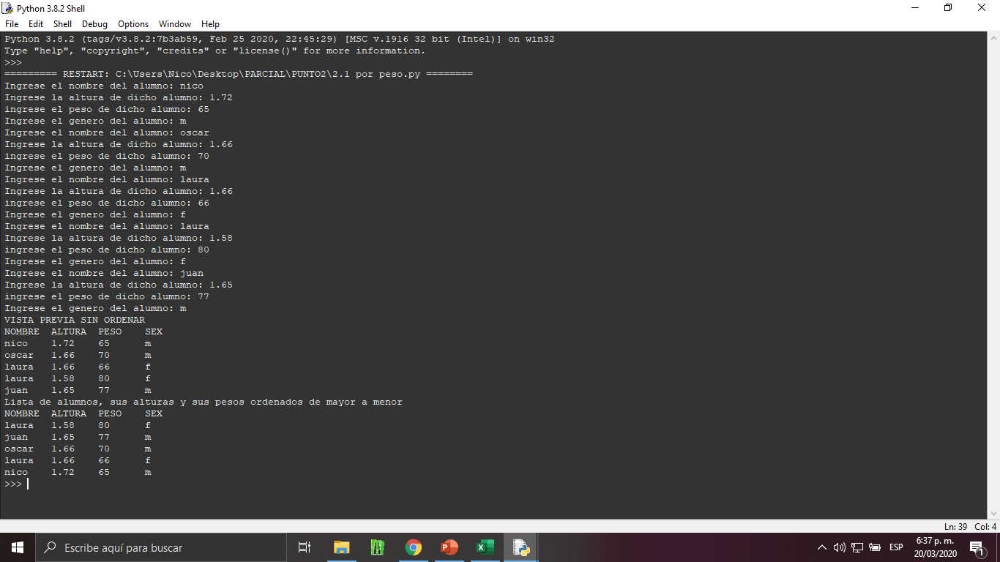 Python 3.8.2 Shell
File Edit Shell Debug Options Window Help
Python 3.8.2 (tags/v3.8.2:7b3ab59, Feb 25 2020, 22:45:29) [MSC v.1916 32 bit (Intel)] on win32
Type "help", "copyright", "credits" or "license()" for more information.
>>>
========= RESTART: C:\Users\Nico\Desktop\PARCIAL\PUNTO2\2.1 por peso.py ========
Ingrese el nombre del alumno: nico
Ingrese la altura de dicho alumno: 1.72
ingrese el peso de dicho alumno: 65
Ingrese el genero del alumno: m
Ingrese el nombre del alumno: oscar
Ingrese la altura de dicho alumno: 1.66
ingrese el peso de dicho alumno: 70
Ingrese el genero del alumno: m
Ingrese el nombre del alumno: laura
Ingrese la altura de dicho alumno: 1.66
ingrese el peso de dicho alumno: 66
Ingrese el genero del alumno: f
Ingrese el nombre del alumno: laura
Ingrese la altura de dicho alumno: 1.58
ingrese el peso de dicho alumno: 80
Ingrese el genero del alumno: f
Ingrese el nombre del alumno: juan
Ingrese la altura de dicho alumno: 1.65
ingrese el peso de dicho alumno: 77
Ingrese el genero del alumno: m
VISTA PREVIA SIN ORDENAR
NOMBRE ALTURA PESO SEX
nico 1.72 65 m
oscar 1.66 70 m
laura 1.66 66 f
laura 1.58 80 f
juan 1.65 77 m
Lista de alumnos, sus alturas y sus pesos ordenados de mayor a menor
NOMBRE ALTURA PESO SEX
laura 1.58 80 f
juan 1.65 77 m
oscar 1.66 70 m
laura 1.66 66 f
nico 1.72 65 m
>>>
Ln: 39 Col: 4
Escribe aquí para buscar
ESP
6:37 p. m.
20/03/2020
1